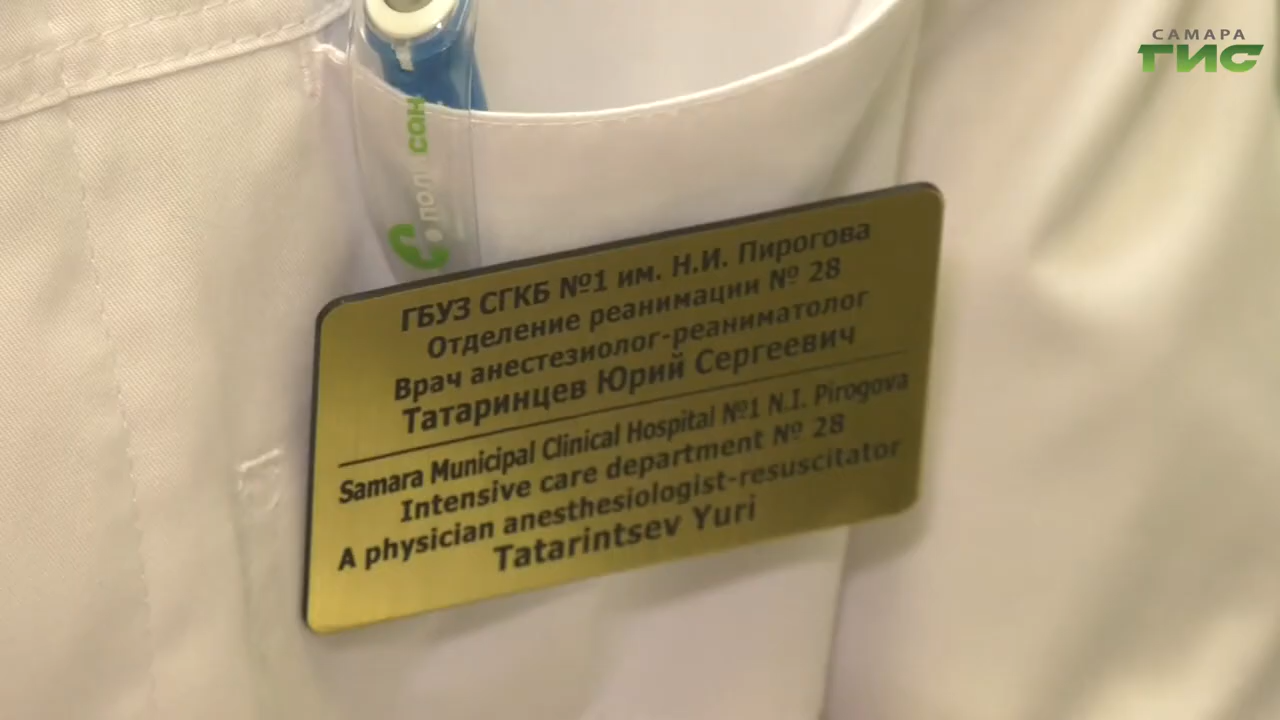 САМАРА
ГИС
полисан
ГБУЗ СГКБ №1 им. Н.И. Пирогова
Отделение реанимации № 28
Врач анестезиолог-реаниматолог
Татаринцев Юрий Сергеевич
Samara Municipal Clinical Hospital №1 N.I. Pirogova
Intensive care department № 28
A physician anesthesiologist-resuscitator
Tatarintsev Yuri